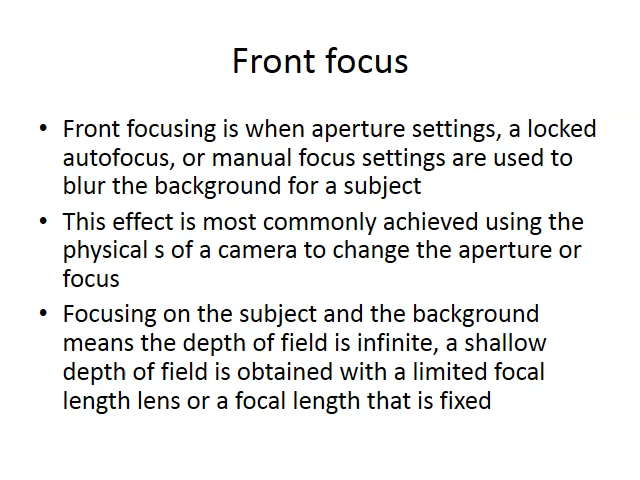 Front focus
• Front focusing is when aperture settings, a locked
autofocus, or manual focus settings are used to
blur the background for a subject
• This effect is most commonly achieved using the
physical s of a camera to change the aperture or
focus
• Focusing on the subject and the background
means the depth of field is infinite, a shallow
depth of field is obtained with a limited focal
length lens or a focal length that is fixed